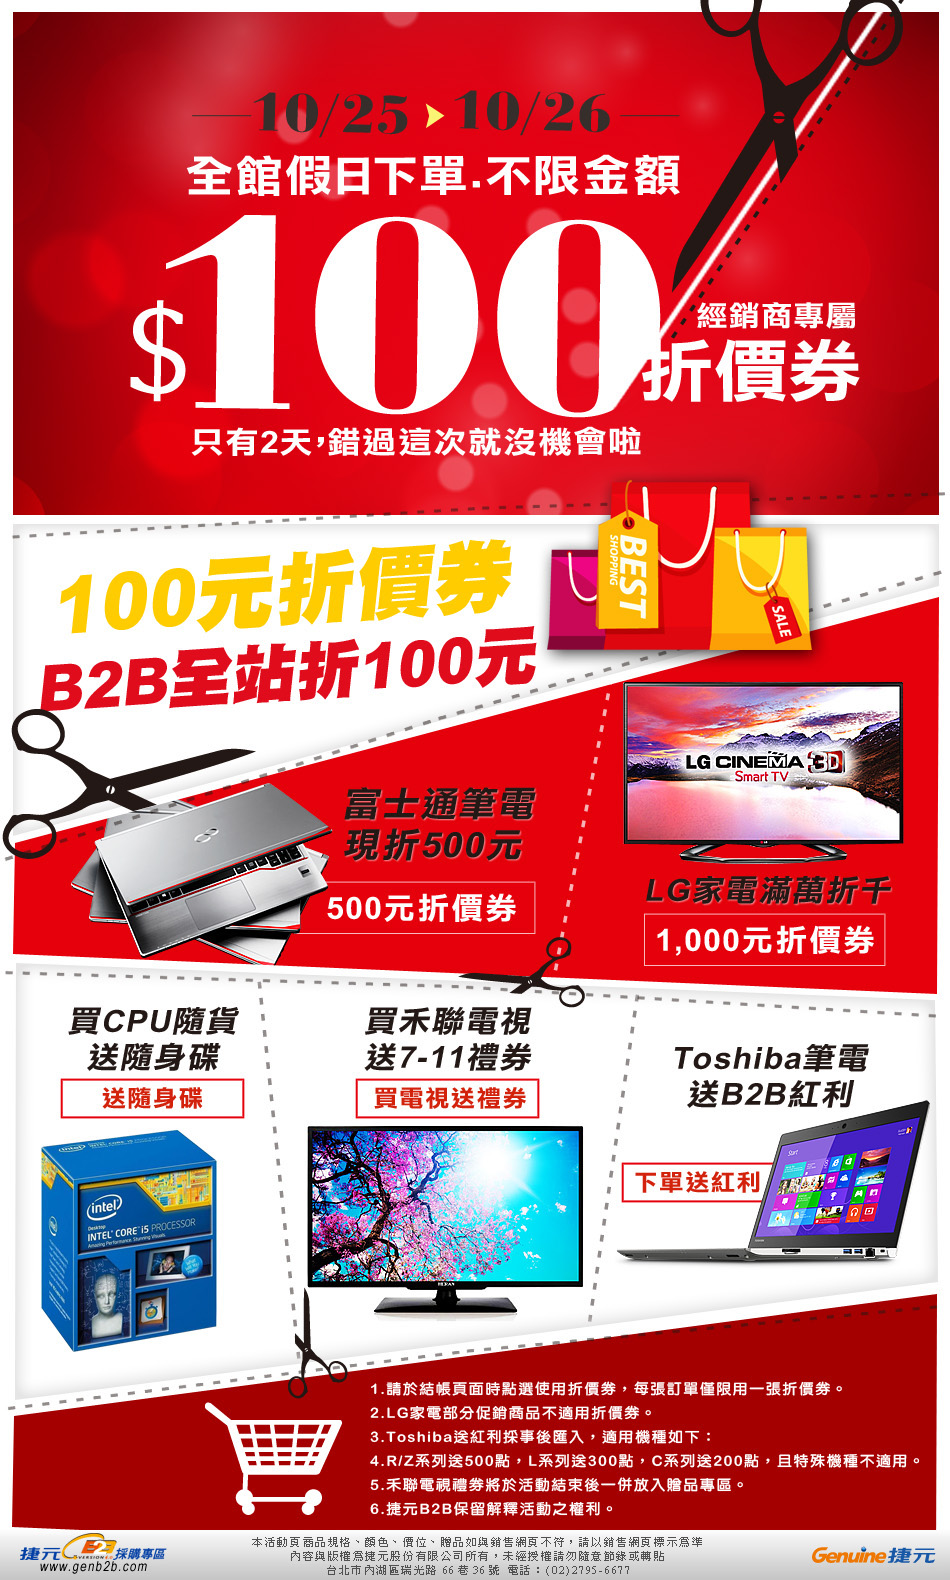 10/25 10/26
全館假日下單.不限金額
$100
經銷商專屬
折價券
只有2天,錯過這次就沒機會啦
BEST
SHOPPING
SALE
100元折價券
B2B全站折100元
LG CINEMA 3D
Smart TV
富士通筆電
現折500元
500元折價券
LG家電滿萬折千
1,000元折價券
買CPU隨貨
送隨身碟
送隨身碟
買禾聯電視
送7-11禮券
買電視送禮券
Toshiba筆電
送B2B紅利
下單送紅利
Start
intel
Desktop
INTEL® CORE™ i5 PROCESSOR
Amazing Performance. Stunning Visuals.
HERAN
1.請於結帳頁面時點選使用折價券，每張訂單僅限用一張折價券。
2.LG家電部分促銷商品不適用折價券。
3.Toshiba送紅利採事後匯入，適用機種如下：
4.R/Z系列送500點，L系列送300點，C系列送200點，且特殊機種不適用。
5.禾聯電視禮券將於活動結束後一併放入贈品專區。
6.捷元B2B保留解釋活動之權利。
捷元 B2B 採購專區
www.genb2b.com
本活動頁商品規格、顏色、價位、贈品如與銷售網頁不符，請以銷售網頁標示為準
內容與版權為捷元股份有限公司所有，未經授權請勿隨意節錄或轉貼
台北市內湖區瑞光路 66 巷 36 號 電話：(02)2795-6677
Genuine 捷元